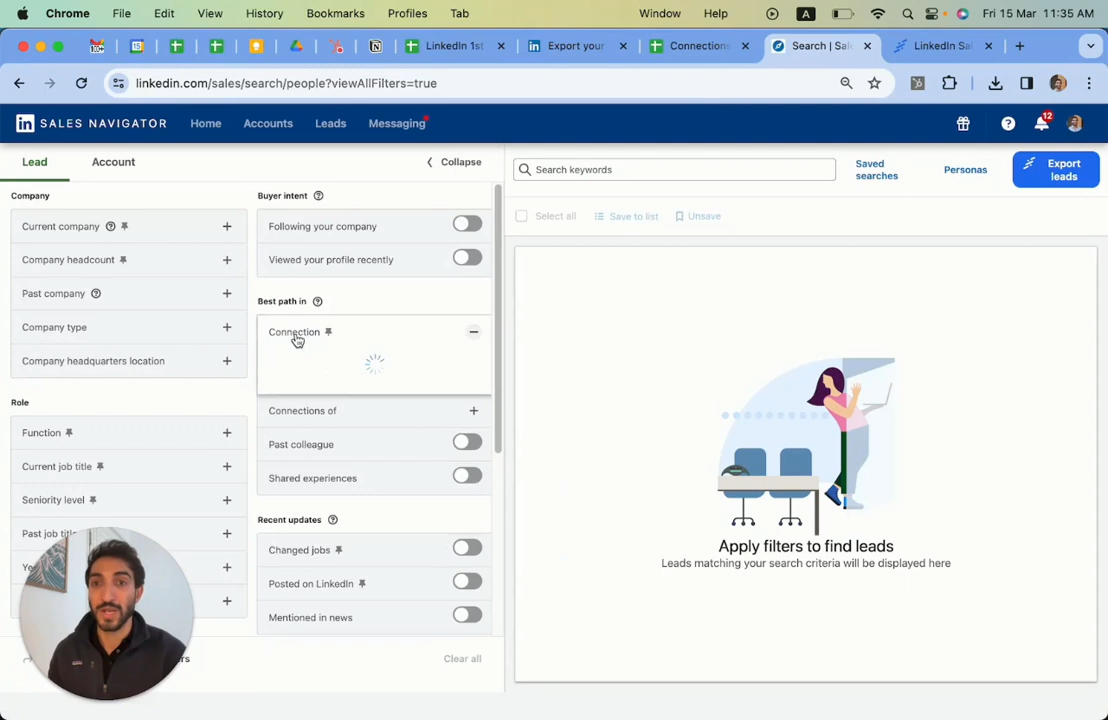 Chrome File Edit View History Bookmarks Profiles Tab Window Help A Fri 15 Mar 11:35 AM
LinkedIn 1st Export your Connections Search | Sal LinkedIn Sal
linkedin.com/sales/search/people?viewAllFilters=true
in SALES NAVIGATOR Home Accounts Leads Messaging 12
Lead Account Collapse
Search keywords
Saved searches
Personas
Export leads
Select all Save to list Unsave
Company
Current company
Company headcount
Past company
Company type
Company headquarters location
Role
Function
Current job title
Seniority level
Past job title
Buyer intent
Following your company
Viewed your profile recently
Best path in
Connection
Connections of
Past colleague
Shared experiences
Recent updates
Changed jobs
Posted on LinkedIn
Mentioned in news
Clear all
Apply filters to find leads
Leads matching your search criteria will be displayed here